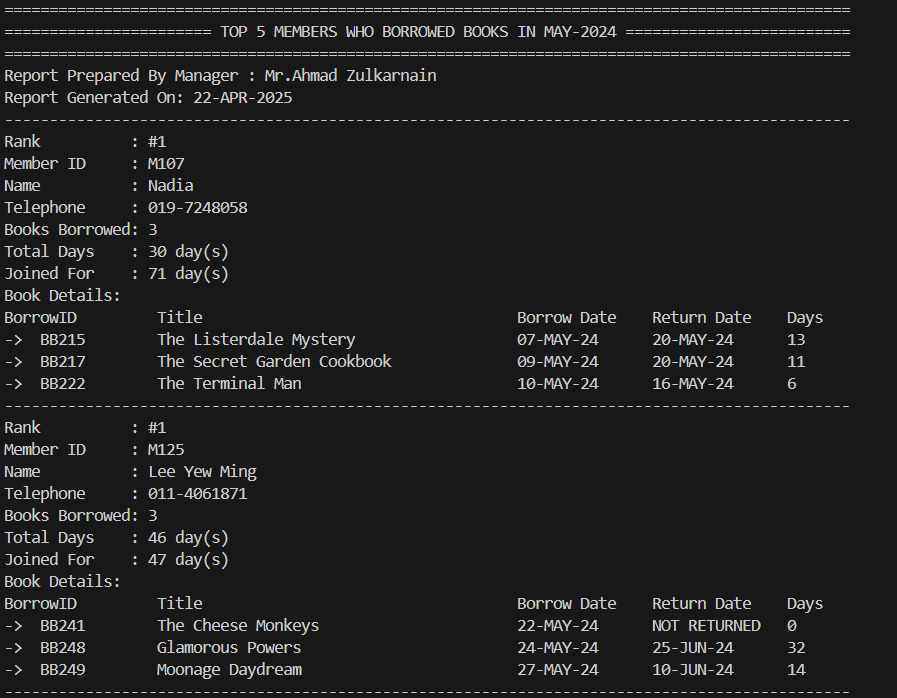 ==============================================================================================
======================= TOP 5 MEMBERS WHO BORROWED BOOKS IN MAY-2024 =========================
==============================================================================================
Report Prepared By Manager : Mr.Ahmad Zulkarnain
Report Generated On: 22-APR-2025
----------------------------------------------------------------------------------------------
Rank          : #1
Member ID     : M107
Name          : Nadia
Telephone     : 019-7248058
Books Borrowed: 3
Total Days    : 30 day(s)
Joined For    : 71 day(s)
Book Details:
BorrowID         Title                                   Borrow Date    Return Date    Days
->  BB215        The Listerdale Mystery                  07-MAY-24      20-MAY-24      13
->  BB217        The Secret Garden Cookbook              09-MAY-24      20-MAY-24      11
->  BB222        The Terminal Man                        10-MAY-24      16-MAY-24      6
----------------------------------------------------------------------------------------------
Rank          : #1
Member ID     : M125
Name          : Lee Yew Ming
Telephone     : 011-4061871
Books Borrowed: 3
Total Days    : 46 day(s)
Joined For    : 47 day(s)
Book Details:
BorrowID         Title                                   Borrow Date    Return Date    Days
->  BB241        The Cheese Monkeys                      22-MAY-24      NOT RETURNED   0
->  BB248        Glamorous Powers                        24-MAY-24      25-JUN-24      32
->  BB249        Moonage Daydream                        27-MAY-24      10-JUN-24      14
----------------------------------------------------------------------------------------------